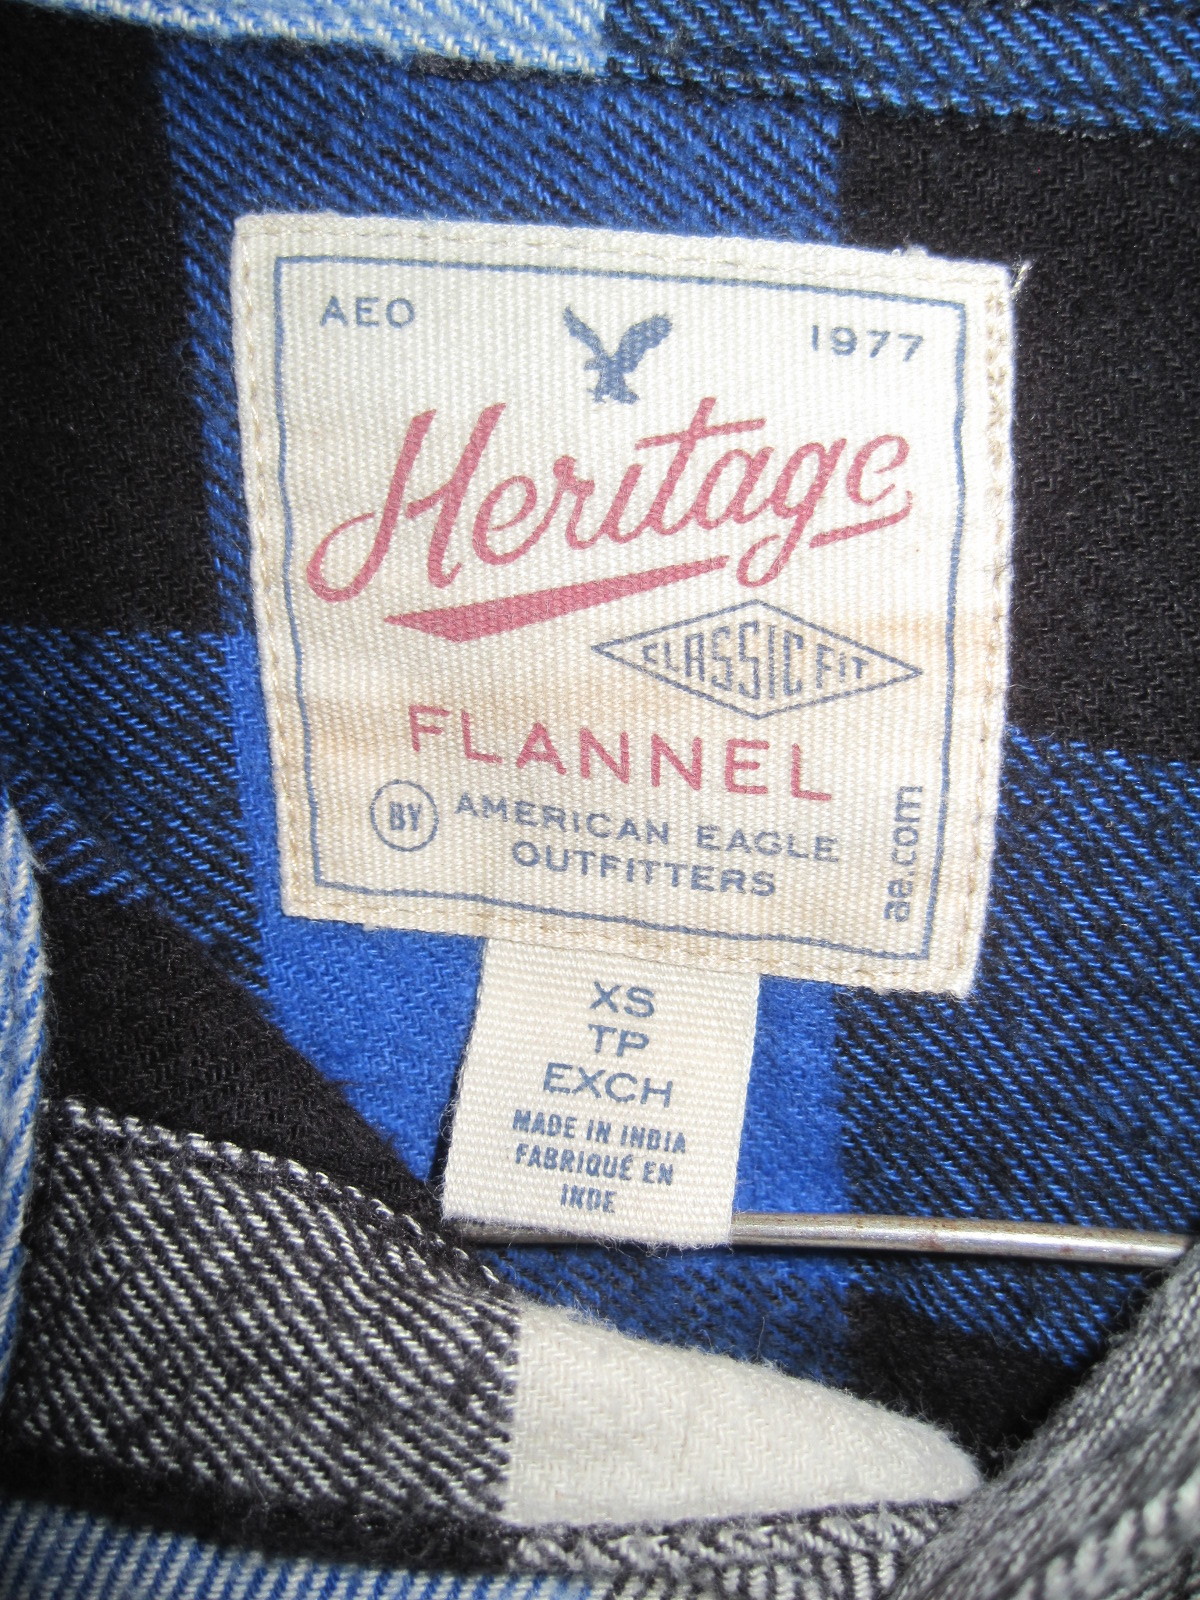 AEO 1977
Heritage
CLASSIC FIT
FLANNEL
BY AMERICAN EAGLE
OUTFITTERS
ae.com
XS
TP
EXCH
MADE IN INDIA
FABRIQUÉ EN
INDE